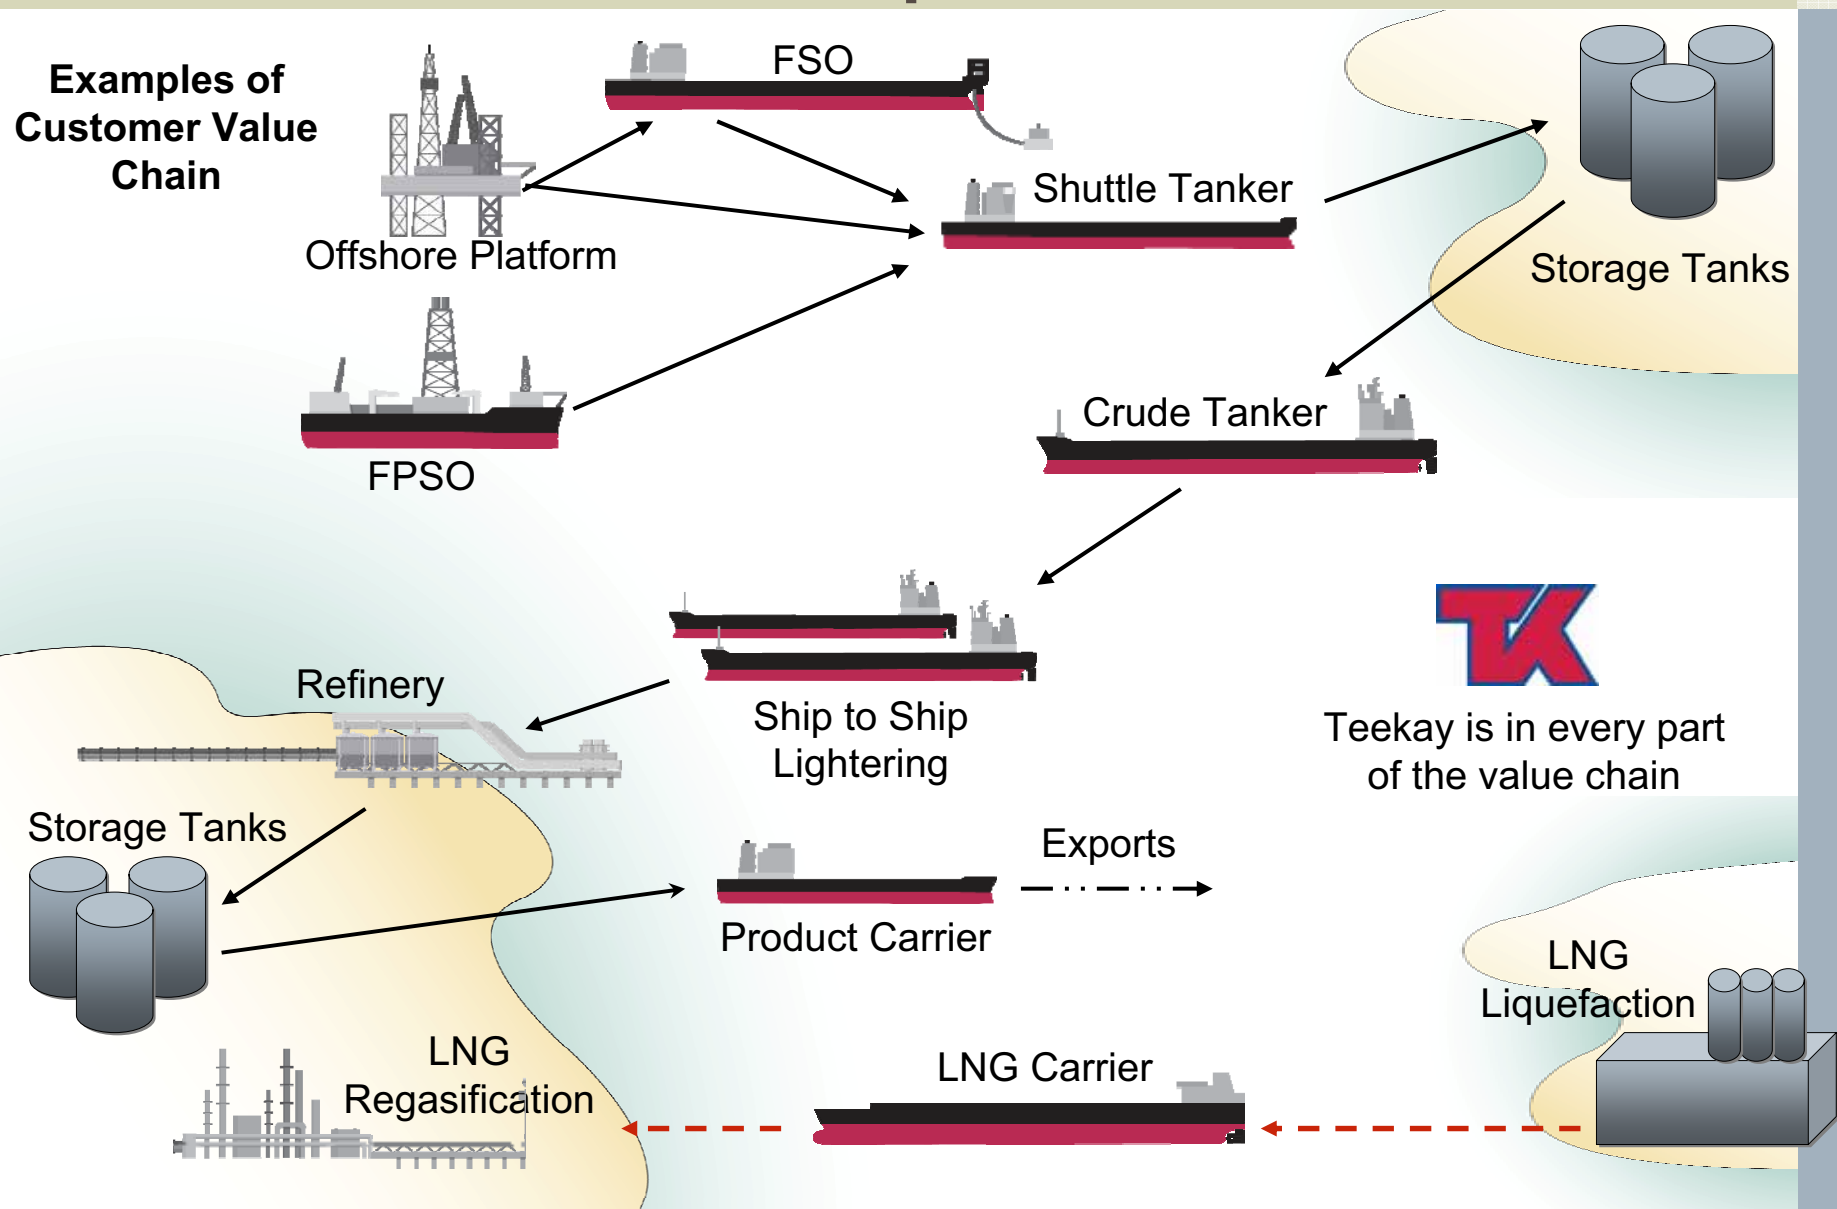 Examples of
Customer Value
Chain
FSO
Shuttle Tanker
Offshore Platform
Storage Tanks
Crude Tanker
FPSO
Refinery
Ship to Ship
Lightering
TK
Teekay is in every part
of the value chain
Storage Tanks
Exports
Product Carrier
LNG
Liquefaction
LNG
Regasification
LNG Carrier